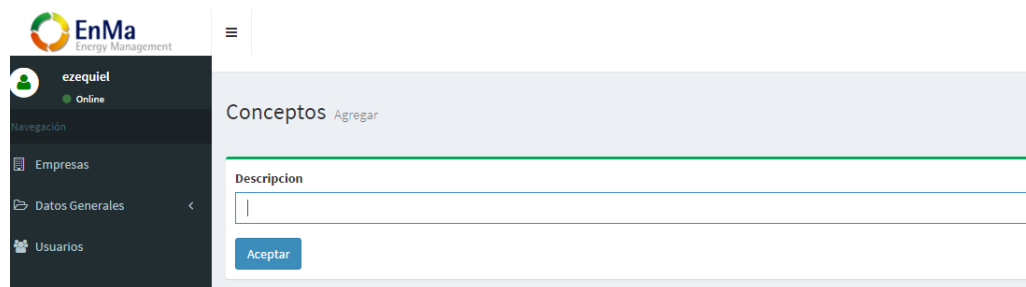 EnMa
Energy Management
ezequiel
Online
Navegación
Empresas
Datos Generales
Usuarios
Conceptos Agregar
Descripcion
Aceptar